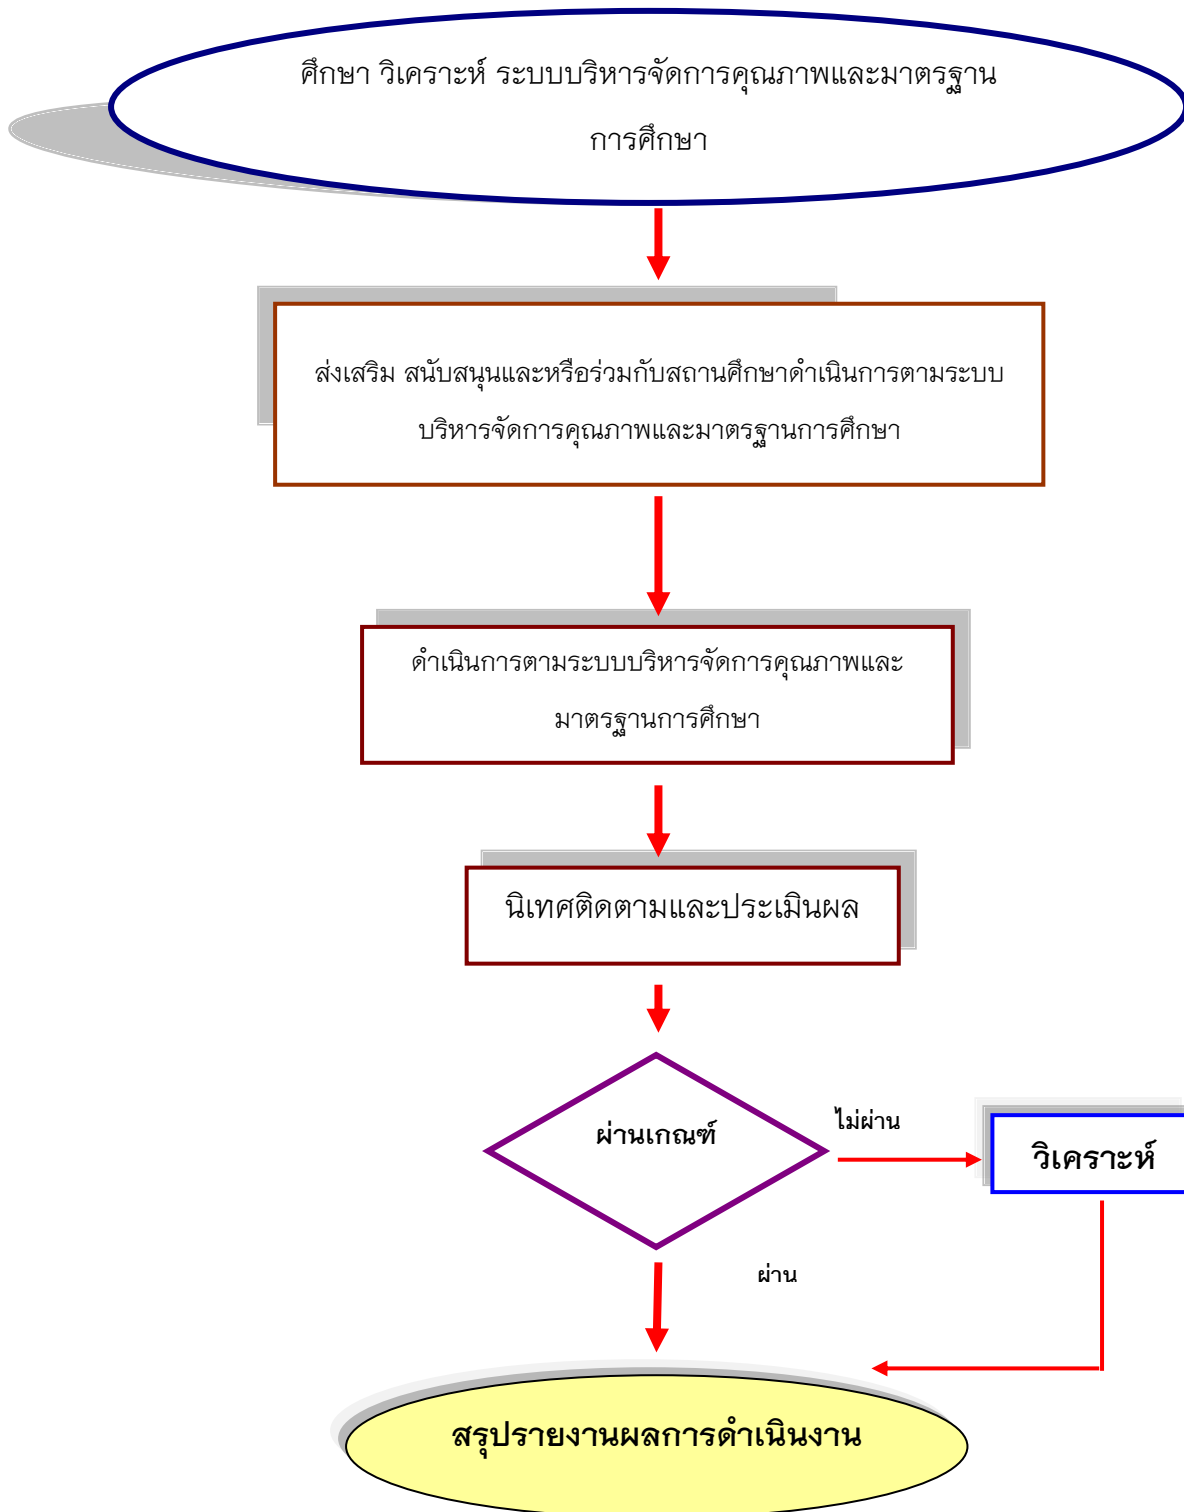 ศึกษา วิเคราะห์ ระบบบริหารจัดการคุณภาพและมาตรฐาน
การศึกษา
ส่งเสริม สนับสนุนและหรือร่วมกับสถานศึกษาดำเนินการตามระบบ
บริหารจัดการคุณภาพและมาตรฐานการศึกษา
ดำเนินการตามระบบบริหารจัดการคุณภาพและ
มาตรฐานการศึกษา
นิเทศติดตามและประเมินผล
ผ่านเกณฑ์
ไม่ผ่าน
วิเคราะห์
ผ่าน
สรุปรายงานผลการดำเนินงาน